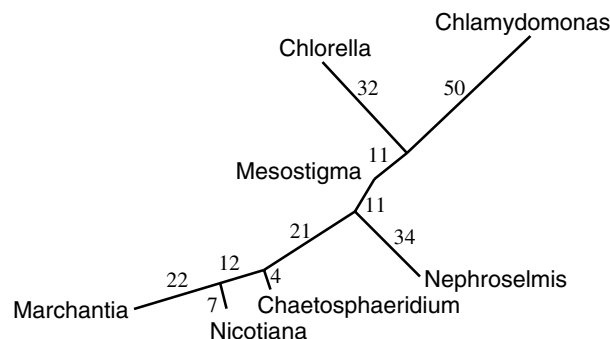 Chlamydomonas
Chlorella
32
50
11
Mesostigma
11
21
34
12
4
22
Nephroselmis
7
Chaetosphaeridium
Marchantia
Nicotiana